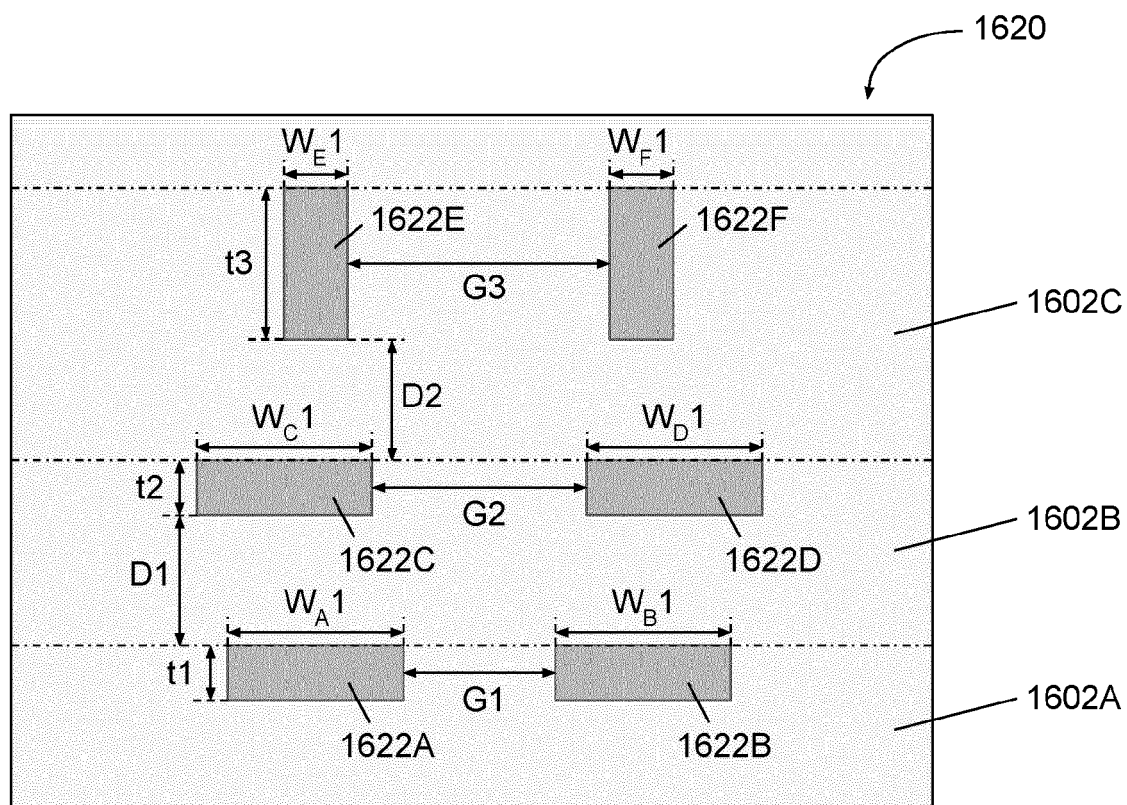 1620
W_E1 W_F1
1622E 1622F
t3
G3
1602C
D2
W_C1 W_D1
t2
G2
1602B
1622C 1622D
D1
W_A1 W_B1
t1
G1
1602A
1622A 1622B